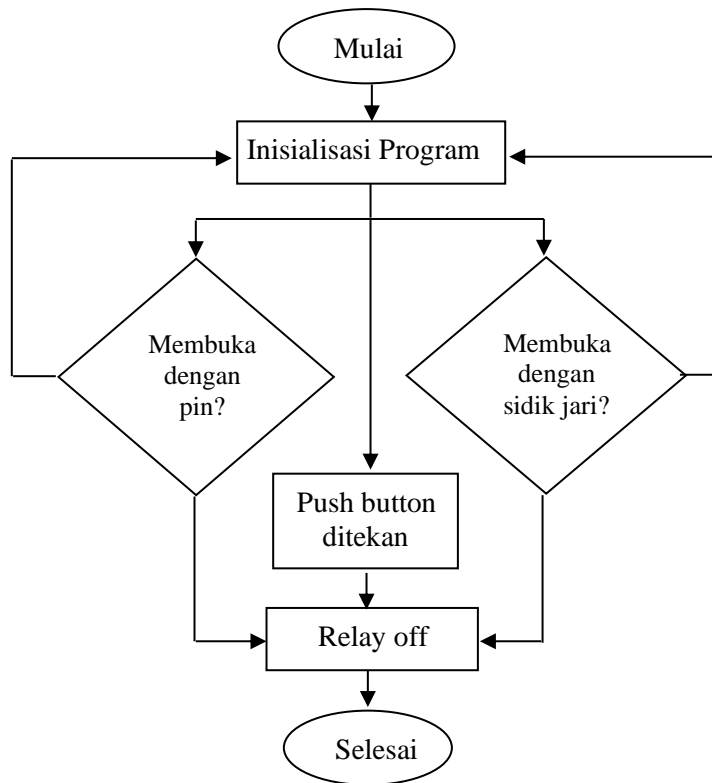 Mulai
Inisialisasi Program
Membuka
dengan
pin?
Membuka
dengan
sidik jari?
Push button
ditekan
Relay off
Selesai